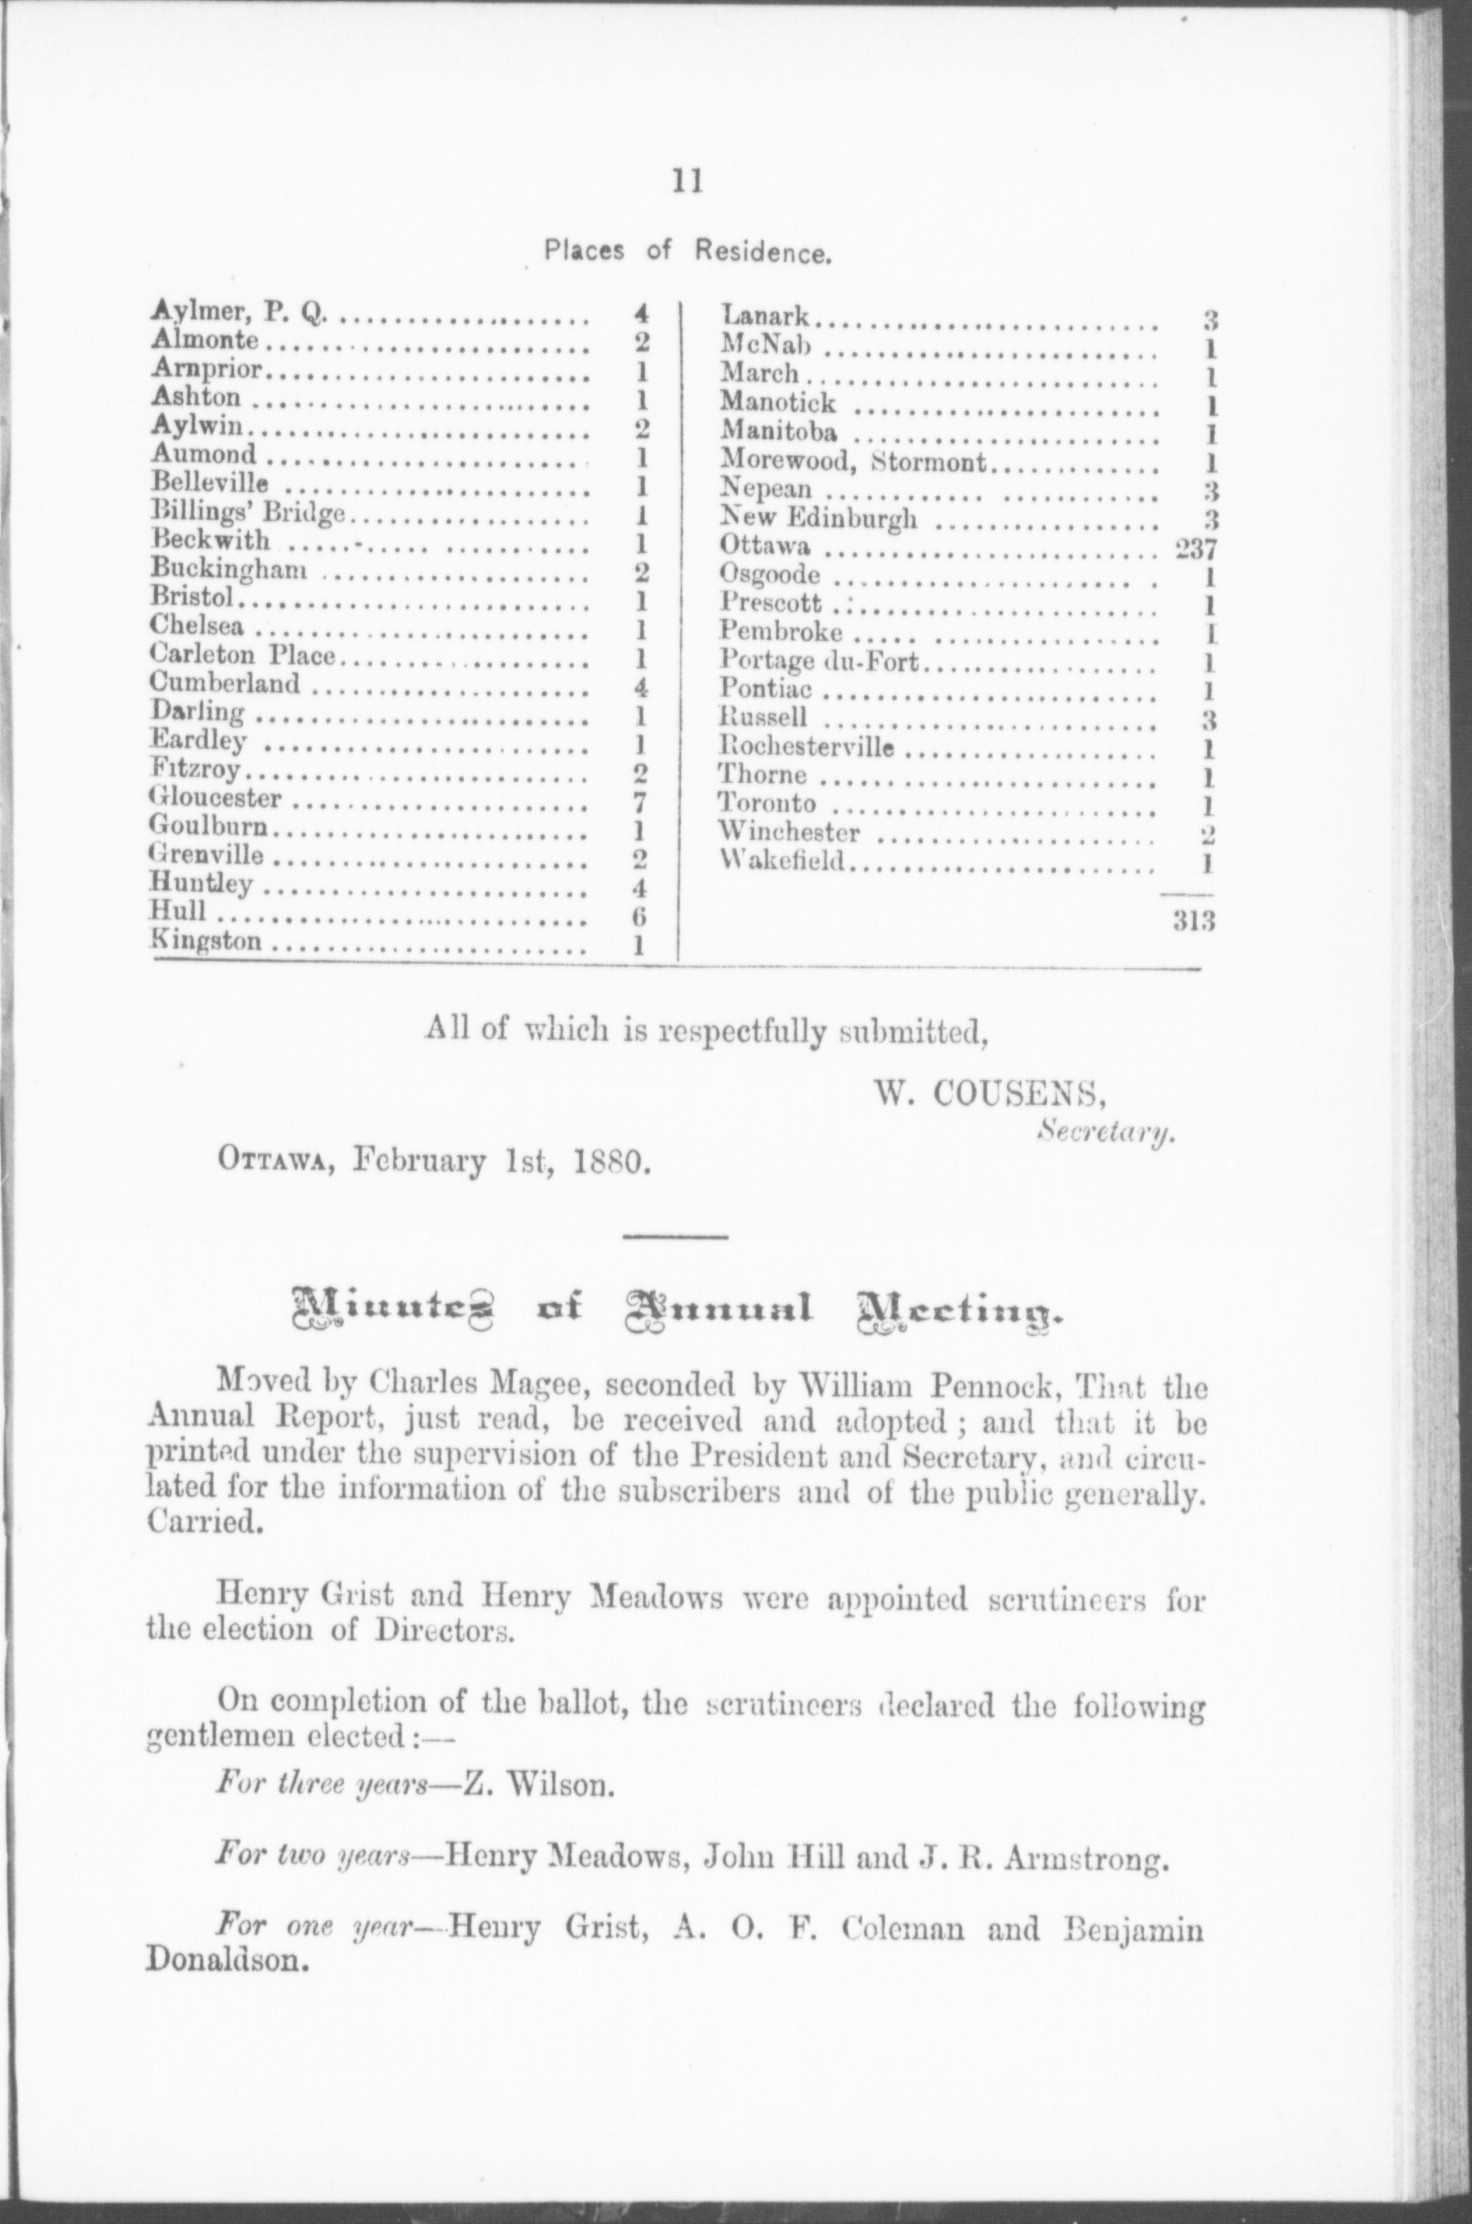 11
Places of Residence.
Aylmer, P. Q. .................... 4
Almonte ........................ 2
Arnprior........................ 1
Ashton ......................... 1
Aylwin.......................... 2
Aumond ........................ 1
Belleville ....................... 1
Billings' Bridge.................. 1
Beckwith .....-..... ........... 1
Buckingham .................... 2
Bristol.......................... 1
Chelsea ......................... 1
Carleton Place................... 1
Cumberland ..................... 4
Darling ......................... 1
Eardley ........................ 1
Fitzroy.......................... 2
Gloucester ...................... 7
Goulburn........................ 1
Grenville ........................ 2
Huntley ........................ 4
Hull ............................ 6
Kingston ........................ 1
Lanark.......................... 3
McNab ......................... 1
March .......................... 1
Manotick ....................... 1
Manitoba ....................... 1
Morewood, Stormont............. 1
Nepean ............ ............ 3
New Edinburgh ................. 3
Ottawa ......................... 237
Osgoode ...................... . 1
Prescott .:...................... 1
Pembroke ..... ................. 1
Portage du-Fort.................. 1
Pontiac ......................... 1
Russell ......................... 3
Rochesterville ................... 1
Thorne ......................... 1
Toronto ........................ 1
Winchester ..................... 2
Wakefield....................... 1
313
All of which is respectfully submitted,
W. COUSENS,
Secretary.
OTTAWA, February 1st, 1880.
Minutes of Annual Meeting.
Moved by Charles Magee, seconded by William Pennock, That the
Annual Report, just read, be received and adopted ; and that it be
printed under the supervision of the President and Secretary, and circu-
lated for the information of the subscribers and of the public generally.
Carried.
Henry Grist and Henry Meadows were appointed scrutineers for
the election of Directors.
On completion of the ballot, the scrutineers declared the following
gentlemen elected :—
For three years—Z. Wilson.
For two years—Henry Meadows, John Hill and J. R. Armstrong.
For one year—Henry Grist, A. O. F. Coleman and Benjamin
Donaldson.